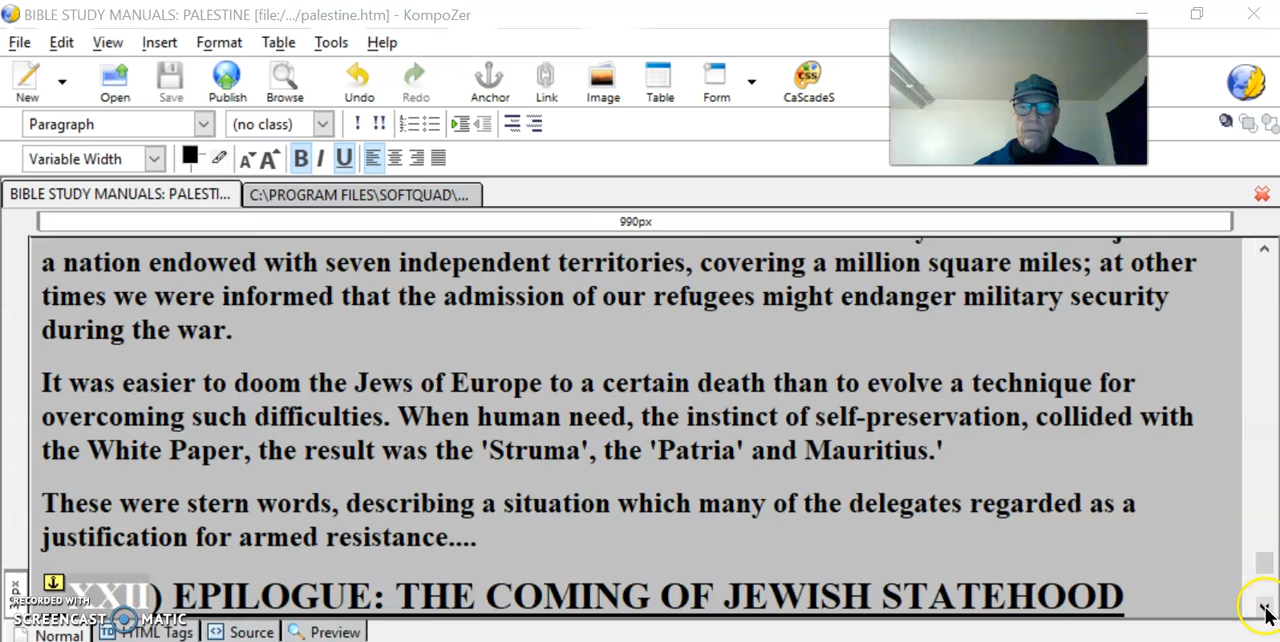 BIBLE STUDY MANUALS: PALESTINE [file:/.../palestine.htm] - KompoZer
File Edit View Insert Format Table Tools Help
New Open Save Publish Browse Undo Redo Anchor Link Image Table Form CaScadeS
Paragraph (no class) ! !!
Variable Width A A B I U
BIBLE STUDY MANUALS: PALESTI... C:\PROGRAM FILES\SOFTQUAD\...
990px
a nation endowed with seven independent territories, covering a million square miles; at other
times we were informed that the admission of our refugees might endanger military security
during the war.
It was easier to doom the Jews of Europe to a certain death than to evolve a technique for
overcoming such difficulties. When human need, the instinct of self-preservation, collided with
the White Paper, the result was the 'Struma', the 'Patria' and Mauritius.'
These were stern words, describing a situation which many of the delegates regarded as a
justification for armed resistance....
XXII) EPILOGUE: THE COMING OF JEWISH STATEHOOD
RECORDED WITH
SCREENCAST MATIC
Normal HTML Tags Source Preview